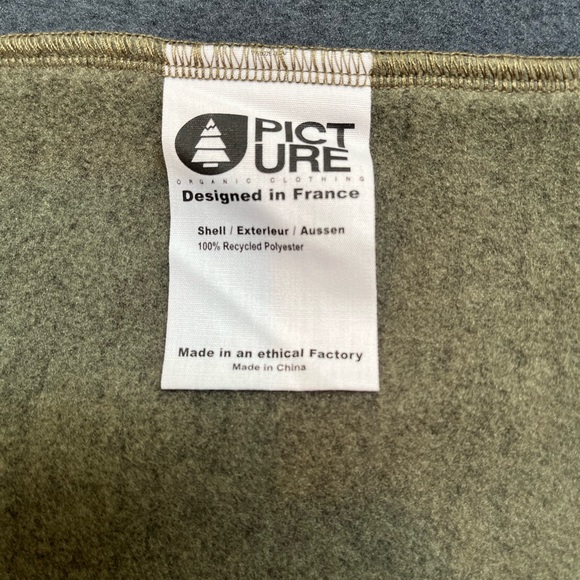 PICT
URE
ORGANIC CLOTHING
Designed in France
Shell / Exterieur / Aussen
100% Recycled Polyester
Made in an ethical Factory
Made in China